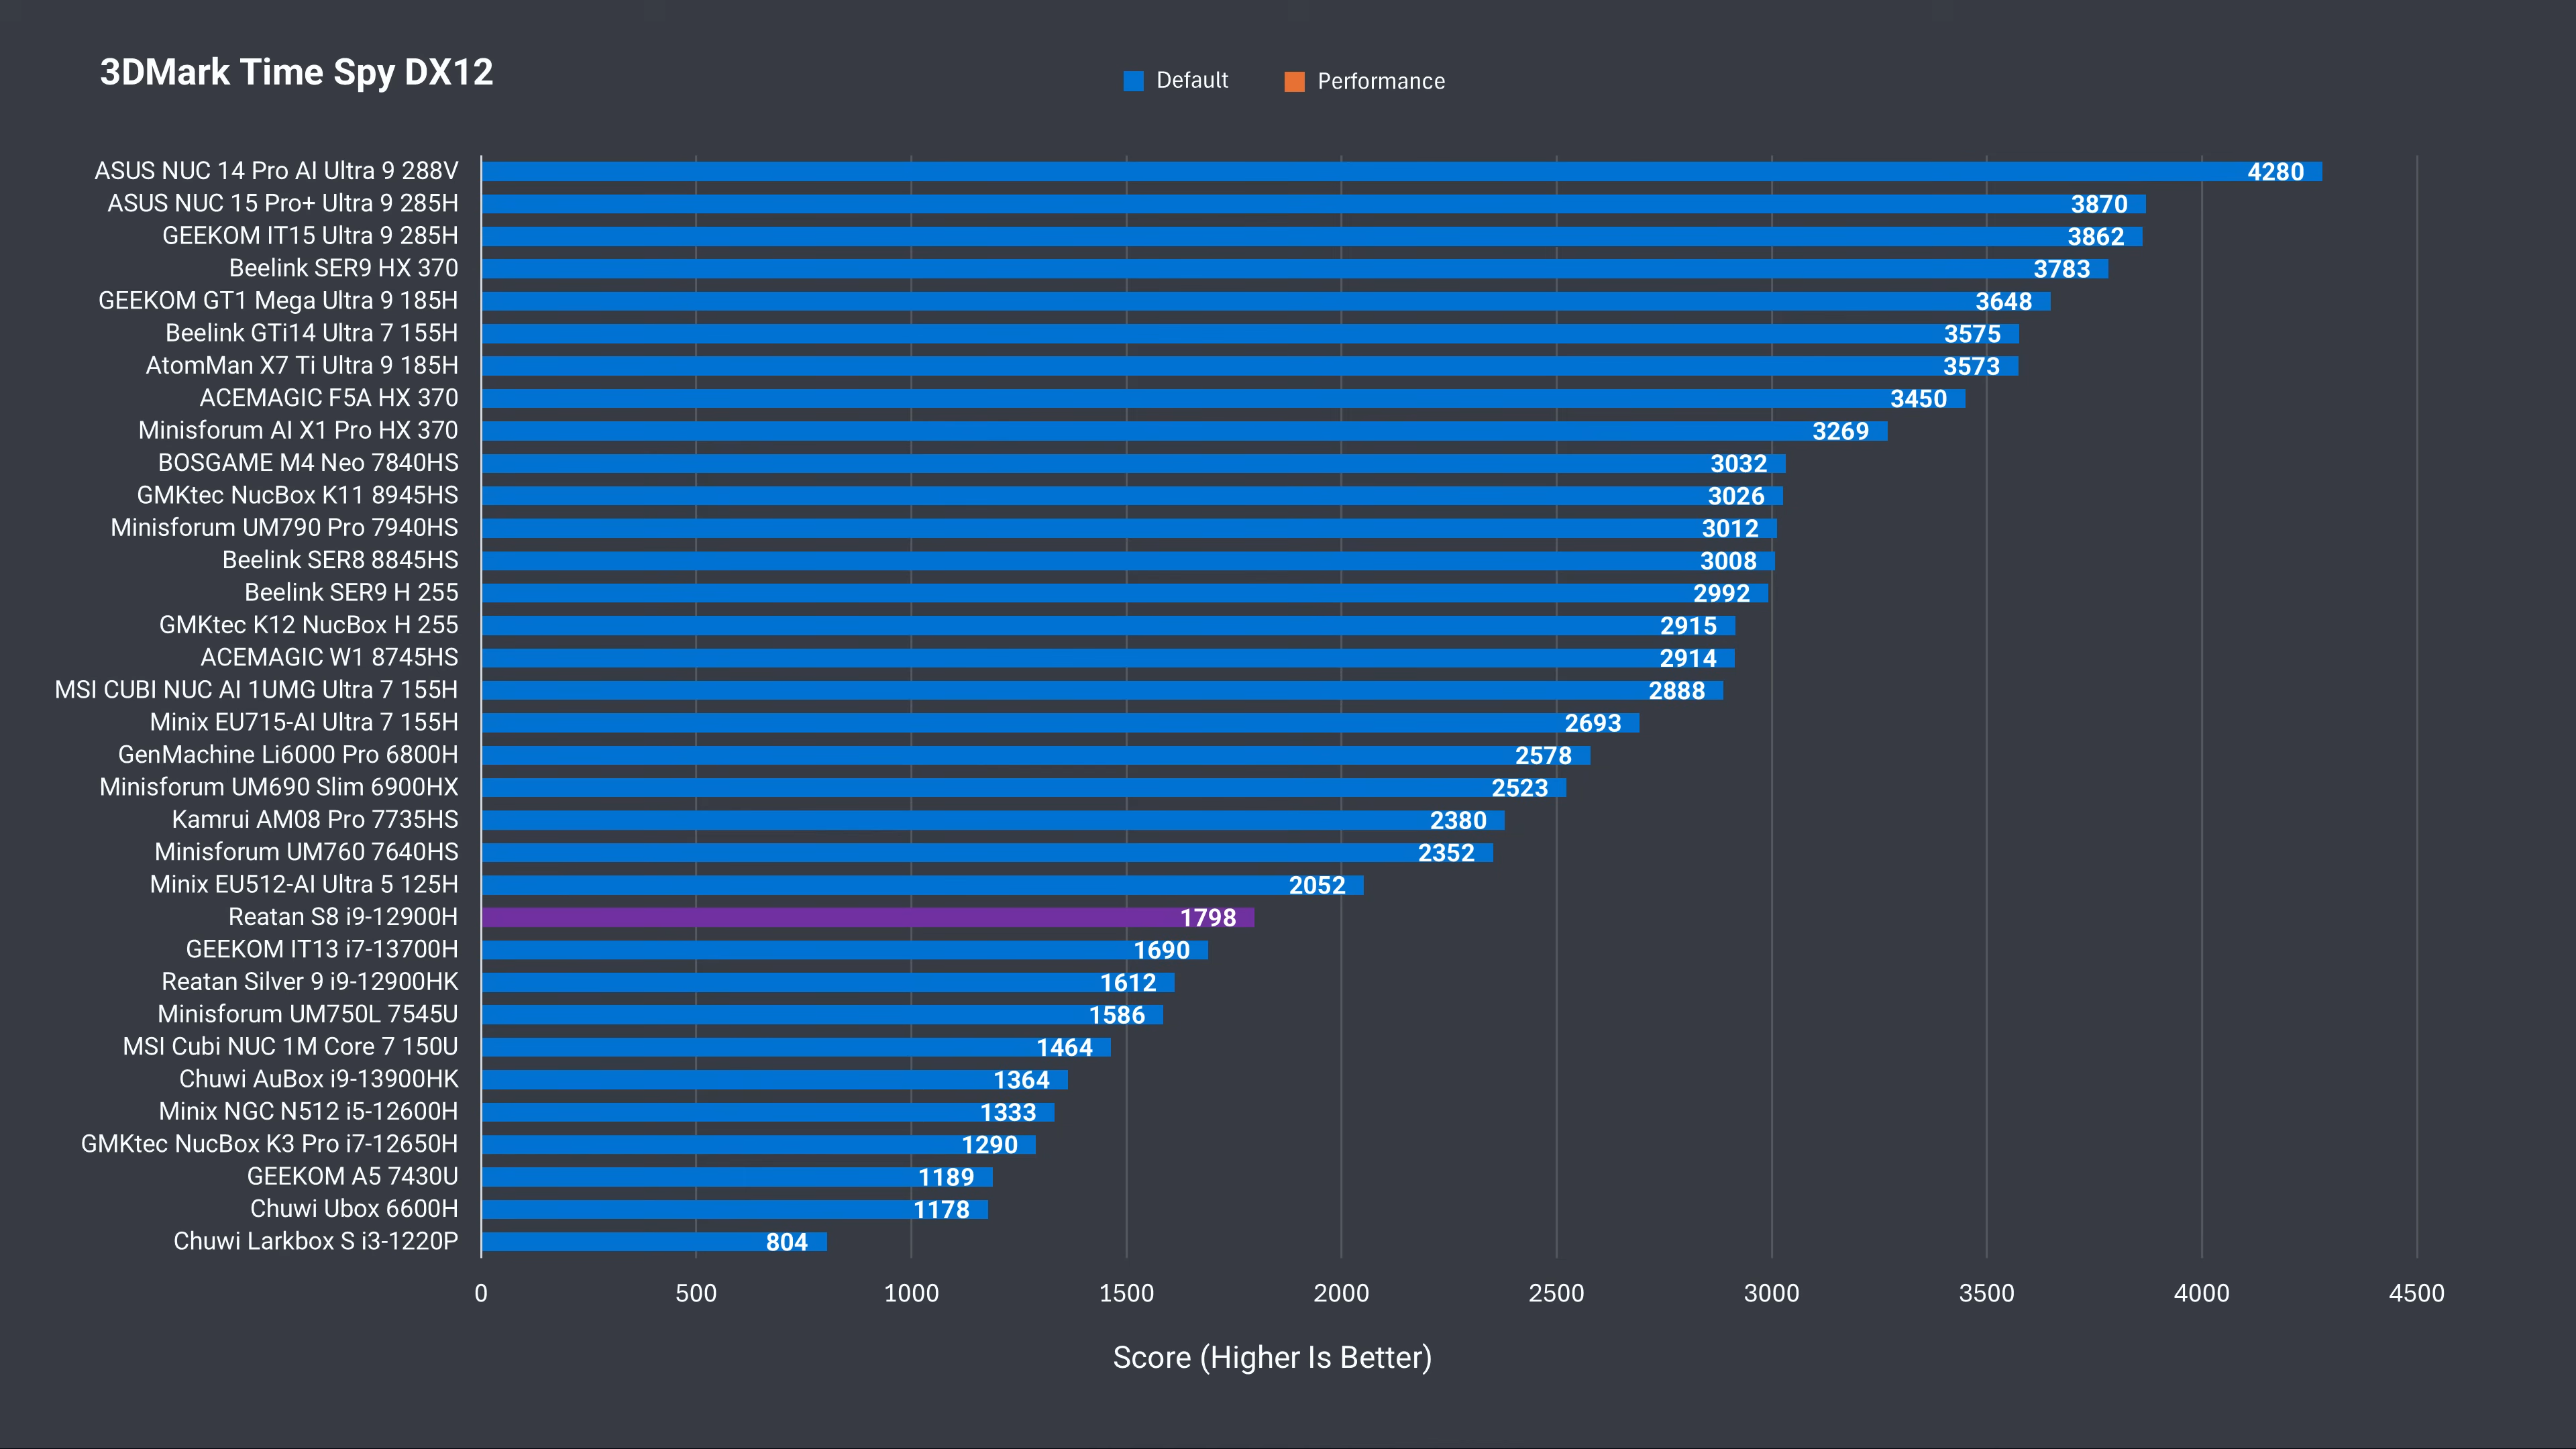 3DMark Time Spy DX12
Default
Performance
ASUS NUC 14 Pro AI Ultra 9 288V 4280
ASUS NUC 15 Pro+ Ultra 9 285H 3870
GEEKOM IT15 Ultra 9 285H 3862
Beelink SER9 HX 370 3783
GEEKOM GT1 Mega Ultra 9 185H 3648
Beelink GTi14 Ultra 7 155H 3575
AtomMan X7 Ti Ultra 9 185H 3573
ACEMAGIC F5A HX 370 3450
Minisforum AI X1 Pro HX 370 3269
BOSGAME M4 Neo 7840HS 3032
GMKtec NucBox K11 8945HS 3026
Minisforum UM790 Pro 7940HS 3012
Beelink SER8 8845HS 3008
Beelink SER9 H 255 2992
GMKtec K12 NucBox H 255 2915
ACEMAGIC W1 8745HS 2914
MSI CUBI NUC AI 1UMG Ultra 7 155H 2888
Minix EU715-AI Ultra 7 155H 2693
GenMachine Li6000 Pro 6800H 2578
Minisforum UM690 Slim 6900HX 2523
Kamrui AM08 Pro 7735HS 2380
Minisforum UM760 7640HS 2352
Minix EU512-AI Ultra 5 125H 2052
Reatan S8 i9-12900H 1798
GEEKOM IT13 i7-13700H 1690
Reatan Silver 9 i9-12900HK 1612
Minisforum UM750L 7545U 1586
MSI Cubi NUC 1M Core 7 150U 1464
Chuwi AuBox i9-13900HK 1364
Minix NGC N512 i5-12600H 1333
GMKtec NucBox K3 Pro i7-12650H 1290
GEEKOM A5 7430U 1189
Chuwi Ubox 6600H 1178
Chuwi Larkbox S i3-1220P 804
0 500 1000 1500 2000 2500 3000 3500 4000 4500
Score (Higher Is Better)